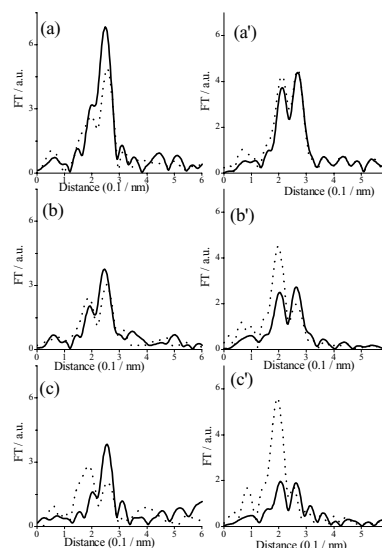 (a)
FT / a.u.
7
6
3
0
0 1 2 3 4 5 6
Distance (0.1 / nm)
(a')
FT / a.u.
6
4
2
0
0 1 2 3 4 5
Distance (0.1 / nm)
(b)
FT / a.u.
6
3
0
0 1 2 3 4 5 6
Distance (0.1 / nm)
(b')
FT / a.u.
6
4
2
0
0 1 2 3 4 5
Distance (0.1 / nm)
(c)
FT / a.u.
6
3
0
0 1 2 3 4 5 6
Distance (0.1 / nm)
(c')
FT / a.u.
6
4
2
0
0 1 2 3 4 5
Distance (0.1 / nm)